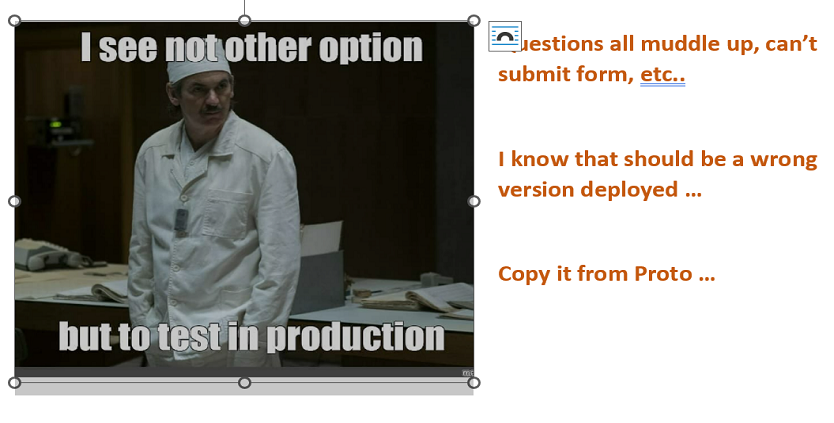 I see not other option
but to test in production
uestions all muddle up, can't
submit form, etc..
I know that should be a wrong
version deployed ...
Copy it from Proto ...